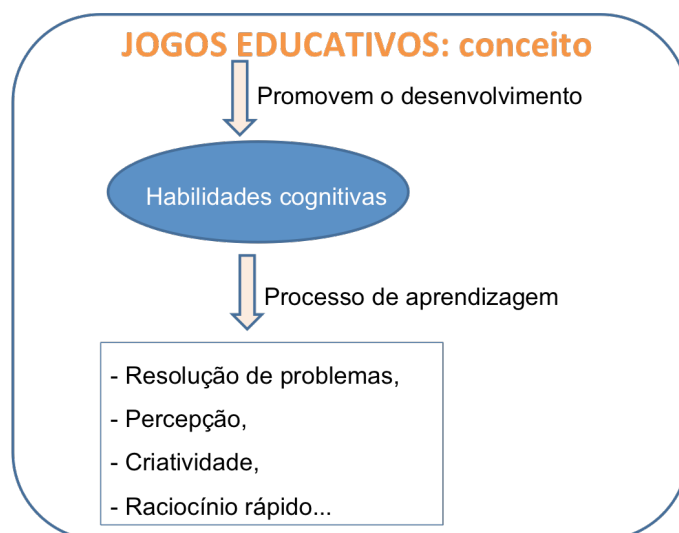 JOGOS EDUCATIVOS: conceito
Promovem o desenvolvimento
Habilidades cognitivas
Processo de aprendizagem
- Resolução de problemas,
- Percepção,
- Criatividade,
- Raciocínio rápido...